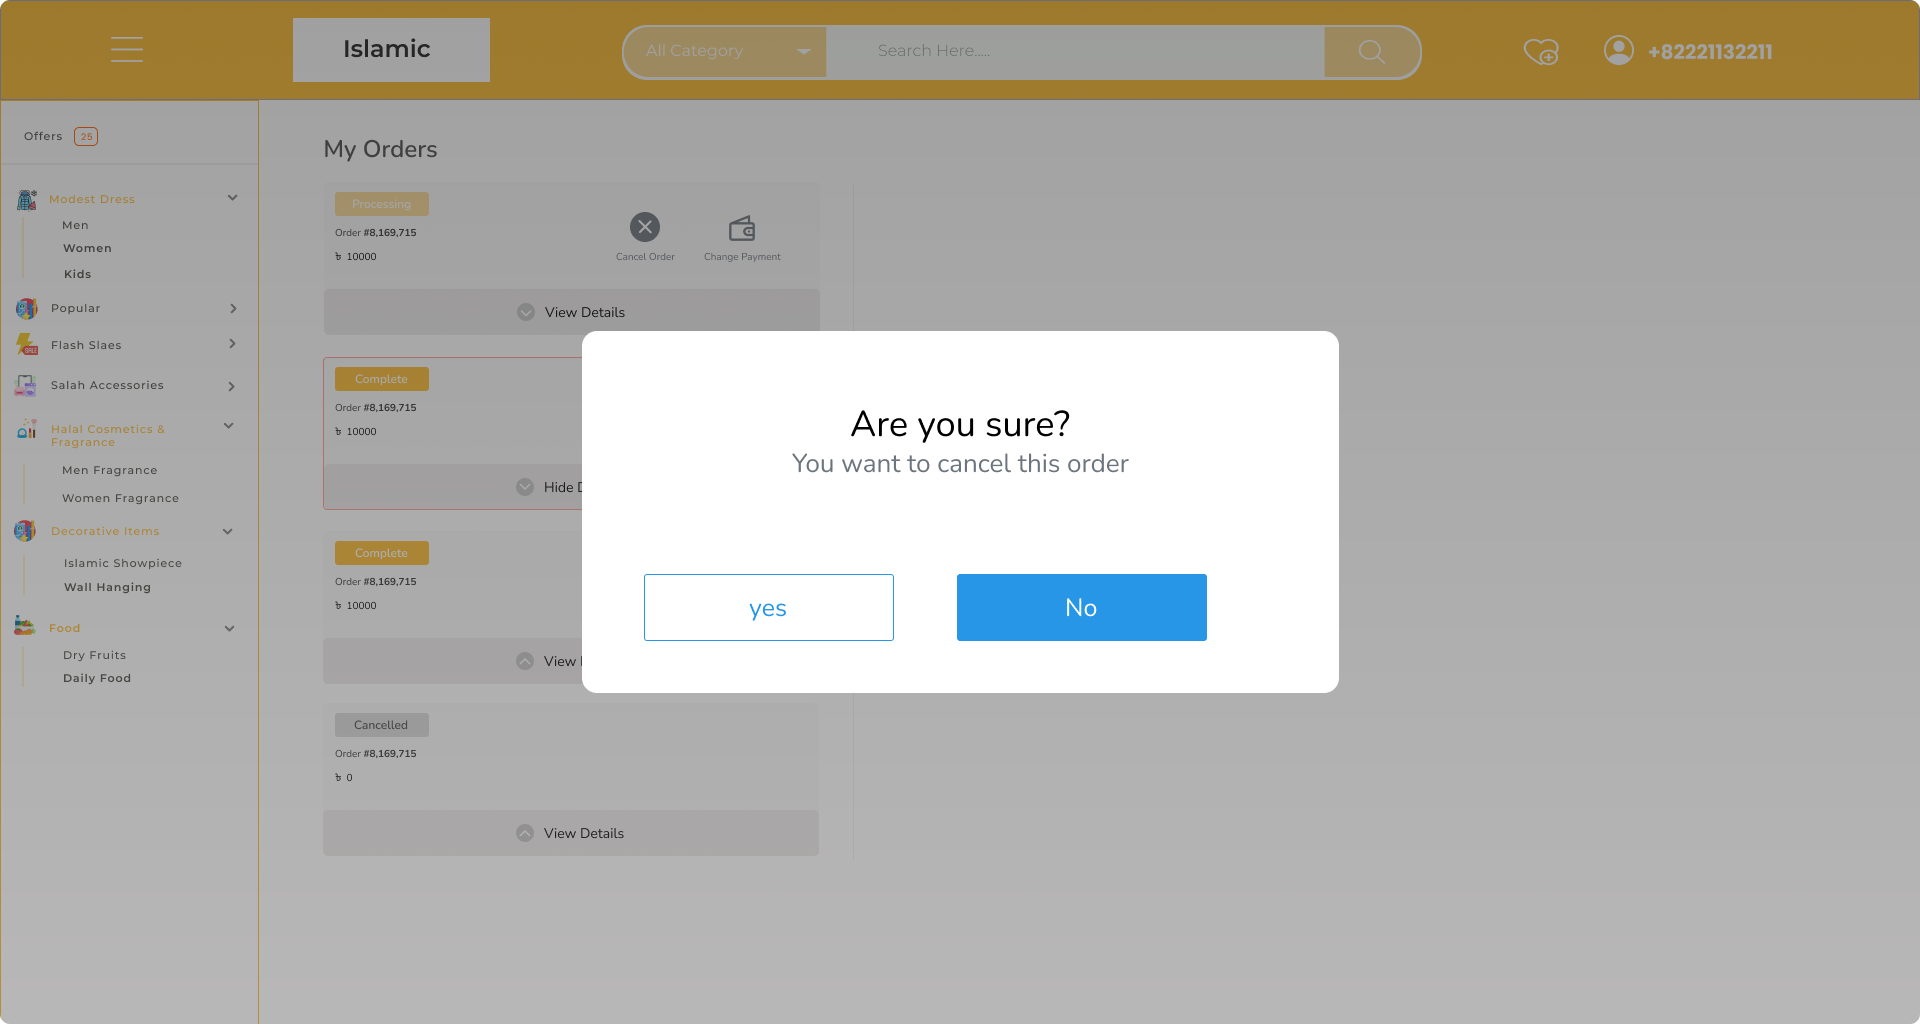 Islamic
All Category
Search Here.....
+82221132211
Offers 25
Modest Dress
Men
Women
Kids
Popular
Flash Slaes
SALE
Salah Accessories
Halal Cosmetics &
Fragrance
Men Fragrance
Women Fragrance
Decorative Items
Islamic Showpiece
Wall Hanging
Food
Dry Fruits
Daily Food
My Orders
Processing
Order #8,169,715
৳ 10000
Cancel Order
Change Payment
View Details
Complete
Order #8,169,715
৳ 10000
Hide D
Complete
Order #8,169,715
৳ 10000
View
Cancelled
Order #8,169,715
৳ 0
View Details
Are you sure?
You want to cancel this order
yes
No